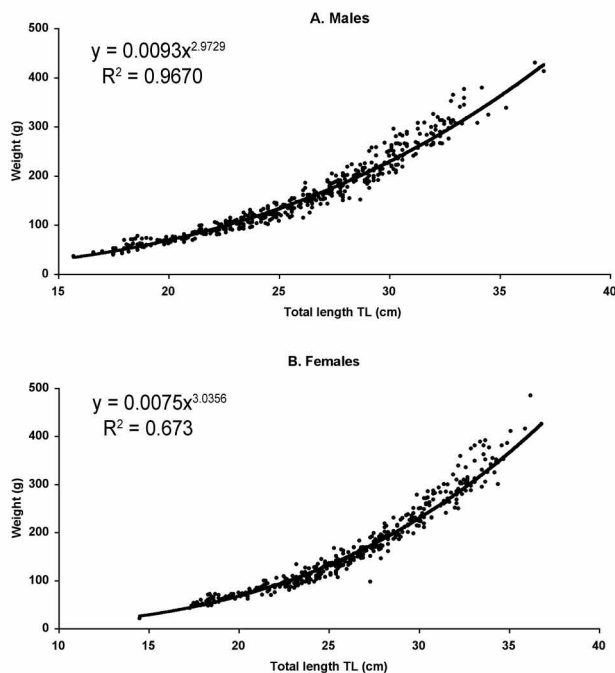 A. Males
y = 0.0093x^2.9729
R² = 0.9670
500
400
300
200
100
0
Weight (g)
15 20 25 30 35 40
Total length TL (cm)
B. Females
y = 0.0075x^3.0356
R² = 0.673
500
400
300
200
100
0
Weight (g)
10 15 20 25 30 35 40
Total length TL (cm)